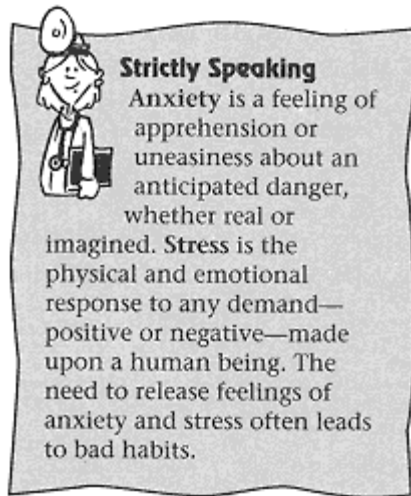 Strictly Speaking
Anxiety is a feeling of
apprehension or
uneasiness about an
anticipated danger,
whether real or
imagined. Stress is the
physical and emotional
response to any demand—
positive or negative—made
upon a human being. The
need to release feelings of
anxiety and stress often leads
to bad habits.